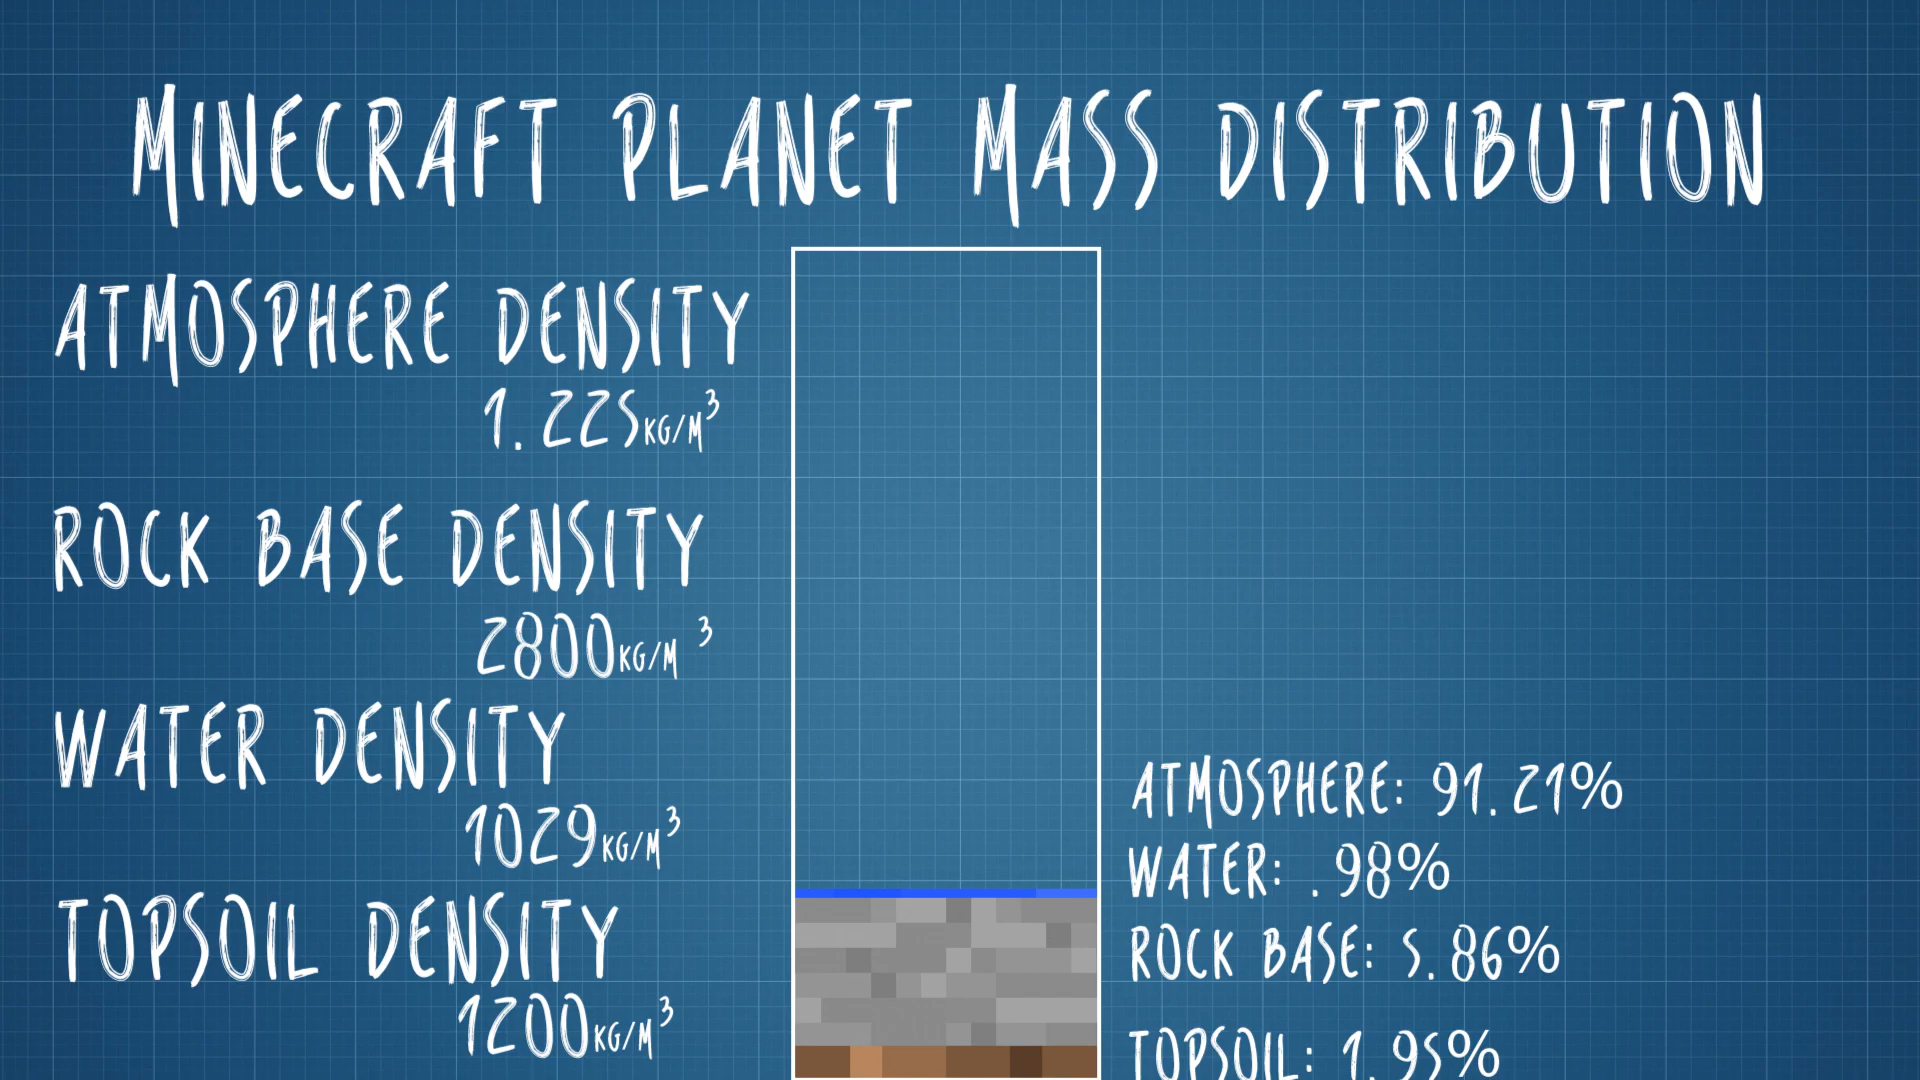 MINECRAFT PLANET MASS DISTRIBUTION
ATMOSPHERE DENSITY
1.225KG/M³
ROCK BASE DENSITY
2800KG/M ³
WATER DENSITY
1029KG/M³
TOPSOIL DENSITY
1200KG/M³
ATMOSPHERE: 91.21%
WATER: .98%
ROCK BASE: 5.86%
TOPSOIL: 1.95%